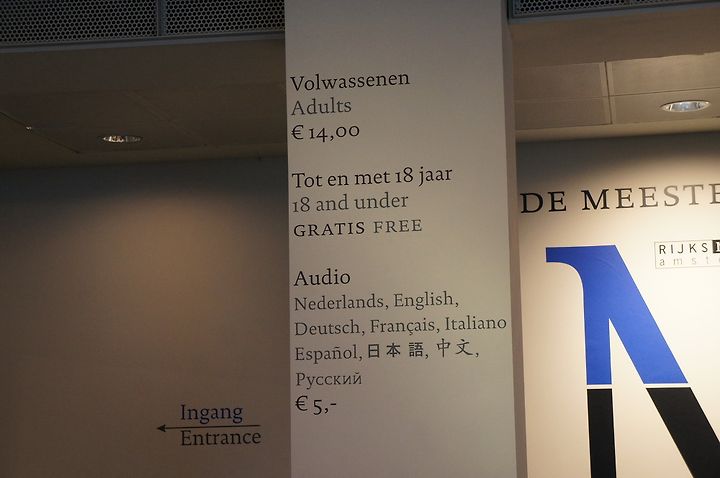 Volwassenen
Adults
€ 14,00
Tot en met 18 jaar
18 and under
GRATIS FREE
Audio
Nederlands, English,
Deutsch, Français, Italiano
Español, 日本語, 中文,
Русский
€ 5,-
Ingang
Entrance
DE MEESTE
RIJKS
amste